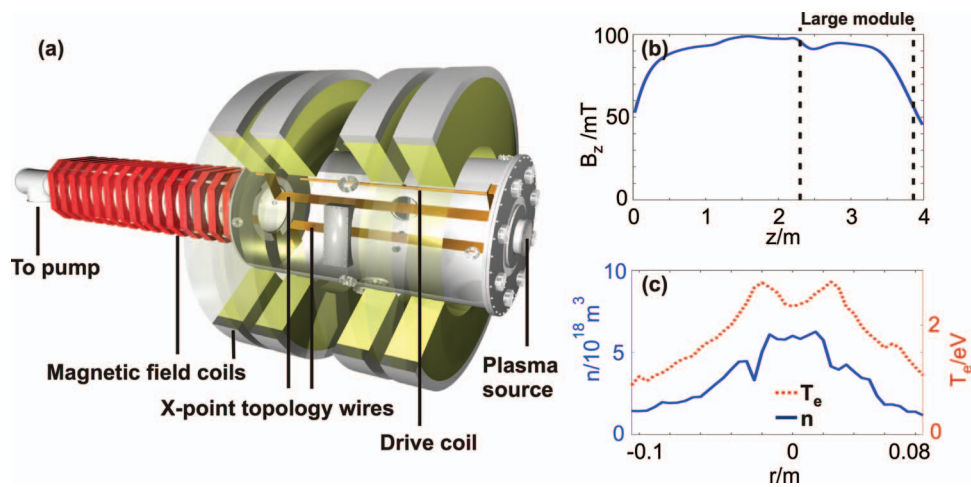 (a)
To pump
Magnetic field coils
X-point topology wires
Drive coil
Plasma
source
Large module
(b)
100
50
0
B_z /mT
0 1 2 3 4
z/m
(c)
10
5
0
n/10^18 m^3
2
0
T_e/eV
T_e
n
-0.1 0 0.08
r/m